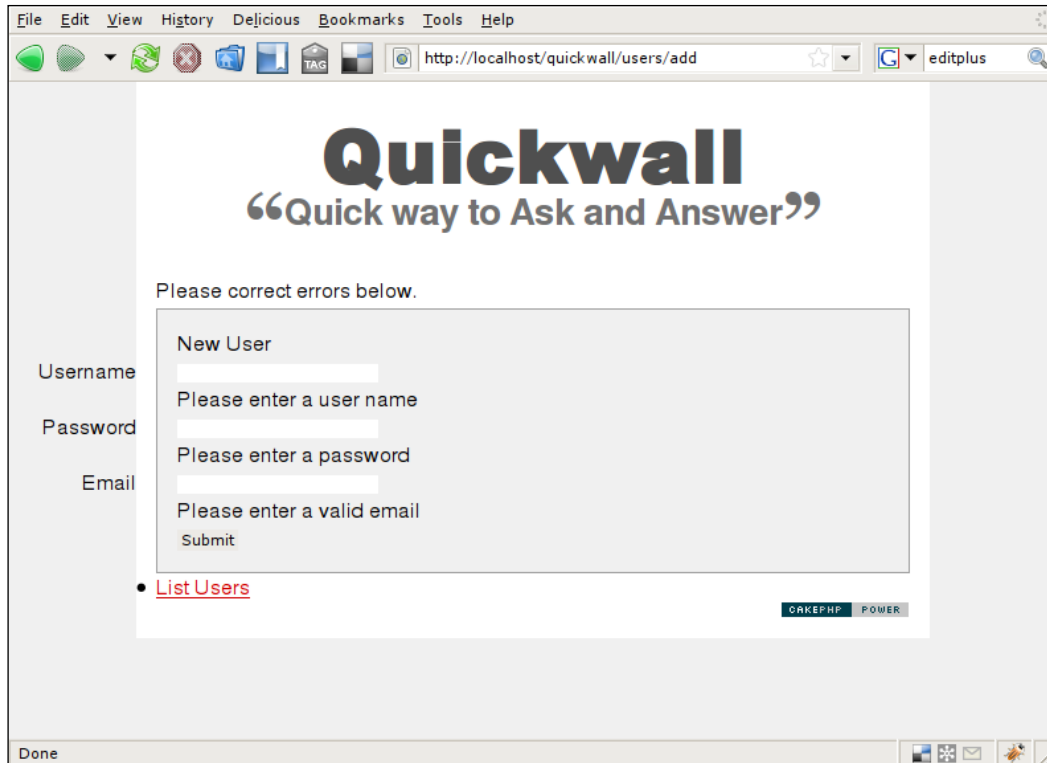 File Edit View History Delicious Bookmarks Tools Help
TAG http://localhost/quickwall/users/add G editplus
Quickwall
“Quick way to Ask and Answer”
Please correct errors below.
New User
Username
Please enter a user name
Password
Please enter a password
Email
Please enter a valid email
Submit
List Users
CAKEPHP POWER
Done